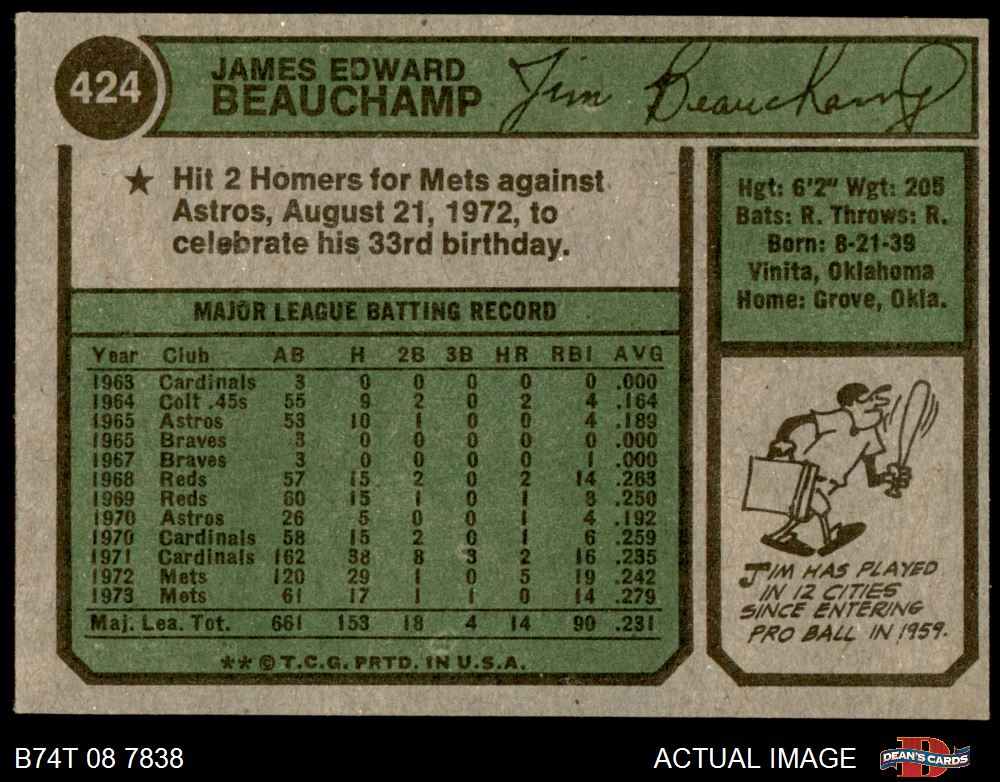 424
JAMES EDWARD
BEAUCHAMP
Jim Beauchamp
★ Hit 2 Homers for Mets against
Astros, August 21, 1972, to
celebrate his 33rd birthday.
Hgt: 6'2" Wgt: 205
Bats: R. Throws: R.
Born: 8-21-39
Vinita, Oklahoma
Home: Grove, Okla.
MAJOR LEAGUE BATTING RECORD
Year Club AB H 2B 3B HR RBI AVG
1963 Cardinals 3 0 0 0 0 0 .000
1964 Colt .45s 55 9 2 0 2 4 .164
1965 Astros 53 10 1 0 0 4 .189
1965 Braves 3 0 0 0 0 0 .000
1967 Braves 3 0 0 0 0 1 .000
1968 Reds 57 15 2 0 2 14 .263
1969 Reds 60 15 1 0 1 8 .250
1970 Astros 26 5 0 0 1 4 .192
1970 Cardinals 58 15 2 0 1 6 .259
1971 Cardinals 162 38 8 3 2 16 .235
1972 Mets 120 29 1 0 5 19 .242
1973 Mets 61 17 1 1 0 14 .279
Maj. Lea. Tot. 661 153 18 4 14 90 .231
** © T.C.G. PRTD. IN U.S.A.
JIM HAS PLAYED
IN 12 CITIES
SINCE ENTERING
PRO BALL IN 1959.
B74T 08 7838
ACTUAL IMAGE
DEAN'S CARDS